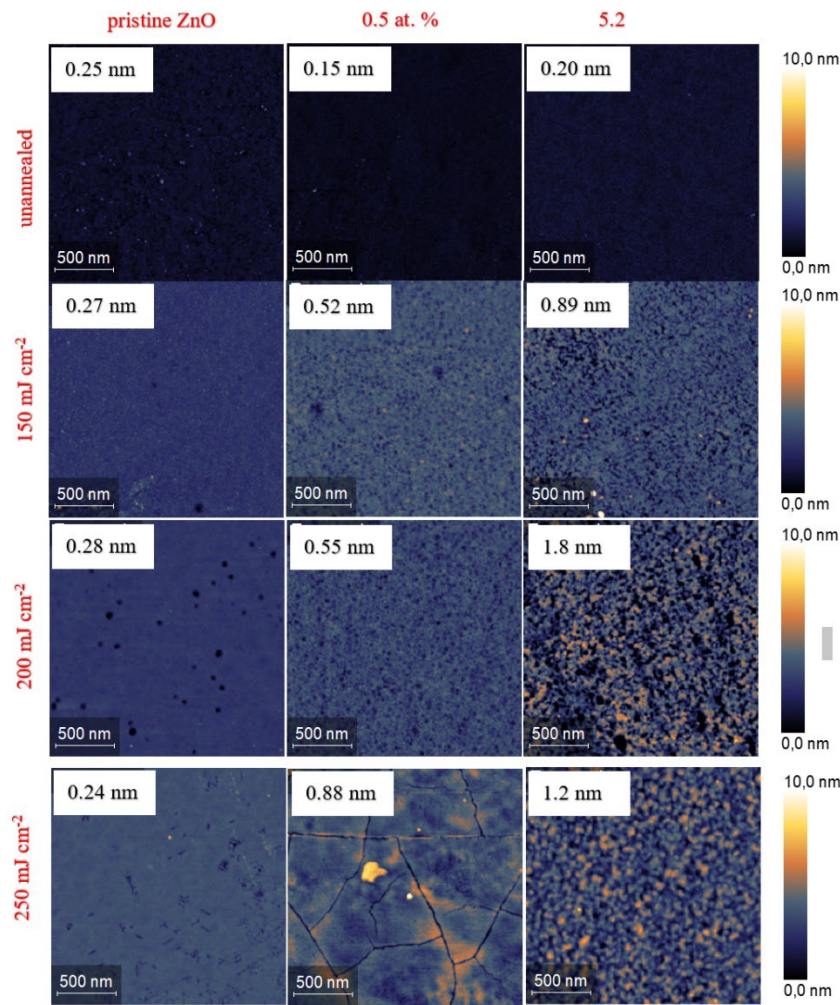 pristine ZnO 0.5 at. % 5.2
unannealed
0.25 nm 0.15 nm 0.20 nm
10,0 nm
500 nm 500 nm 500 nm
0,0 nm
150 mJ cm-2
0.27 nm 0.52 nm 0.89 nm
10,0 nm
500 nm 500 nm 500 nm
0,0 nm
200 mJ cm-2
0.28 nm 0.55 nm 1.8 nm
10,0 nm
500 nm 500 nm 500 nm
0,0 nm
250 mJ cm-2
0.24 nm 0.88 nm 1.2 nm
10,0 nm
500 nm 500 nm 500 nm
0,0 nm